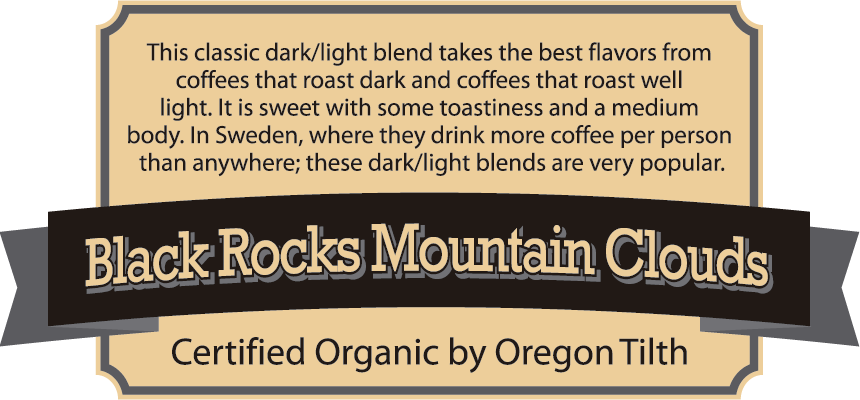 This classic dark/light blend takes the best flavors from
coffees that roast dark and coffees that roast well
light. It is sweet with some toastiness and a medium
body. In Sweden, where they drink more coffee per person
than anywhere; these dark/light blends are very popular.
Black Rocks Mountain Clouds
Certified Organic by Oregon Tilth